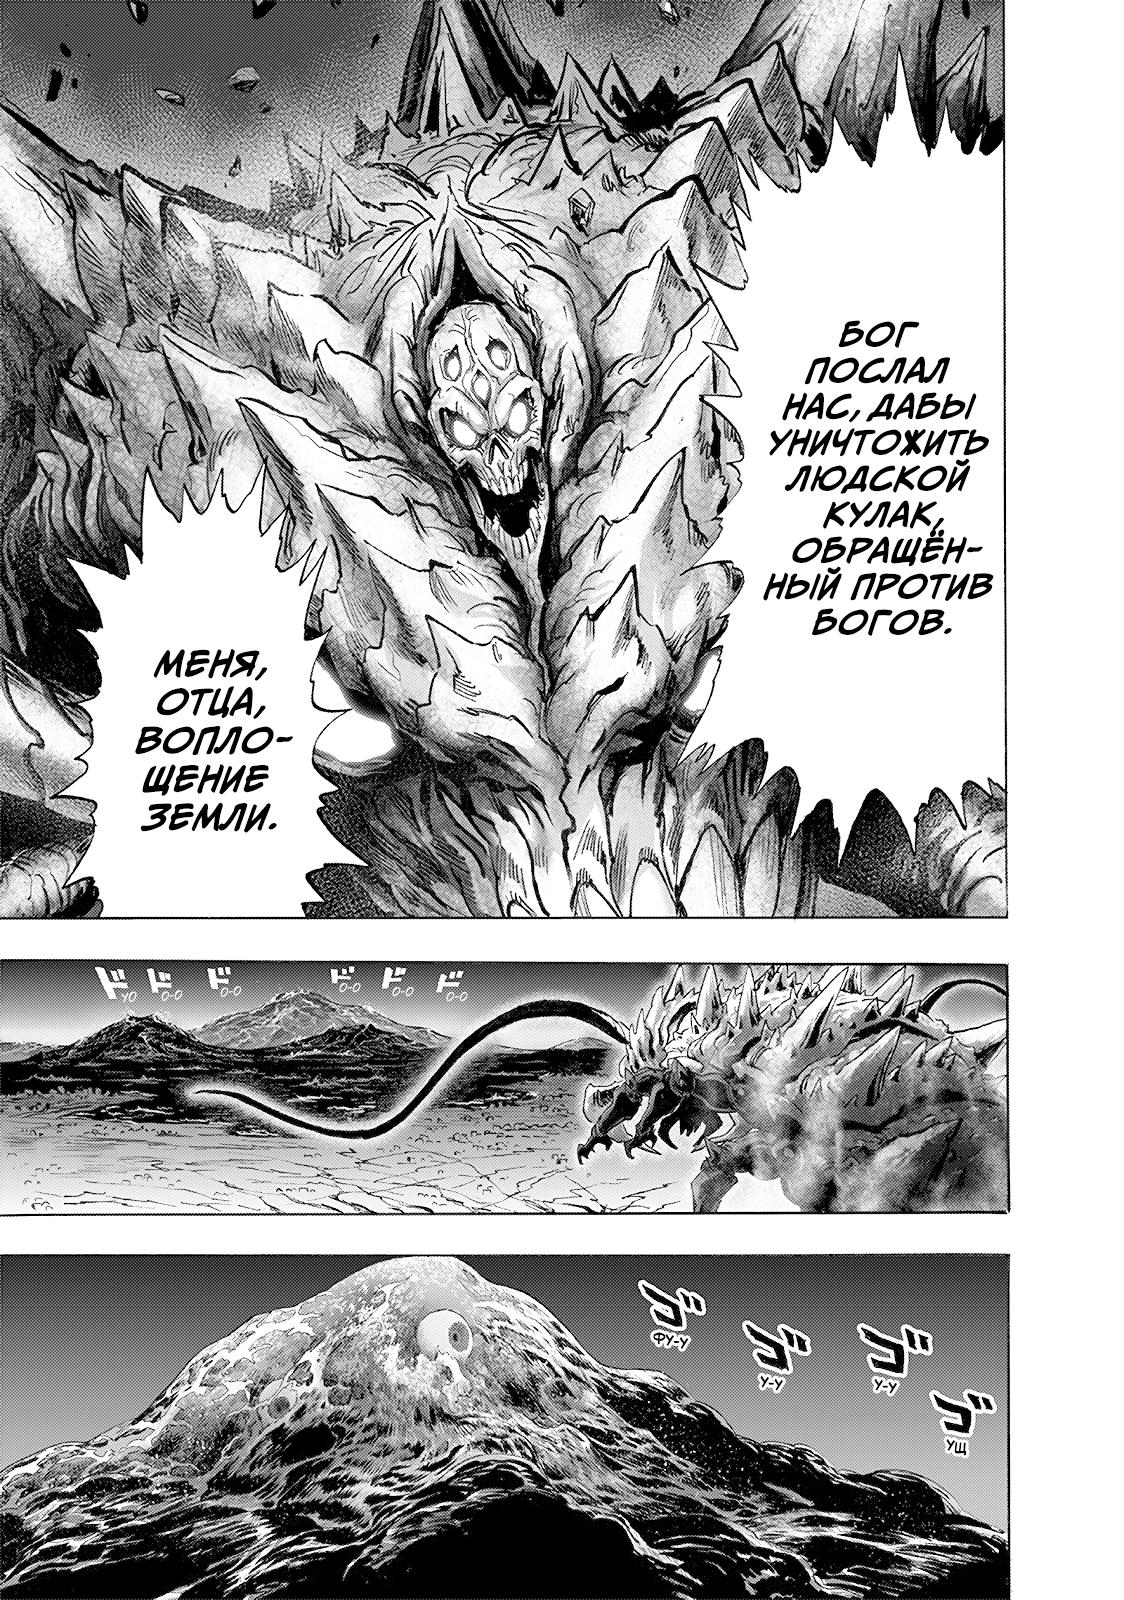 БОГ
ПОСЛАЛ
НАС, ДАБЫ
УНИЧТОЖИТЬ
ЛЮДСКОЙ
КУЛАК,
ОБРАЩЁН-
НЫЙ ПРОТИВ
БОГОВ.
МЕНЯ,
ОТЦА,
ВОПЛО-
ЩЕНИЕ
ЗЕМЛИ.
ド ド ド ド ド ド
УО О-О О-О О-О О-О О-О
ゴ
ФУ-У
ゴ
У-У
ゴ
У-У
ゴ
УЩ